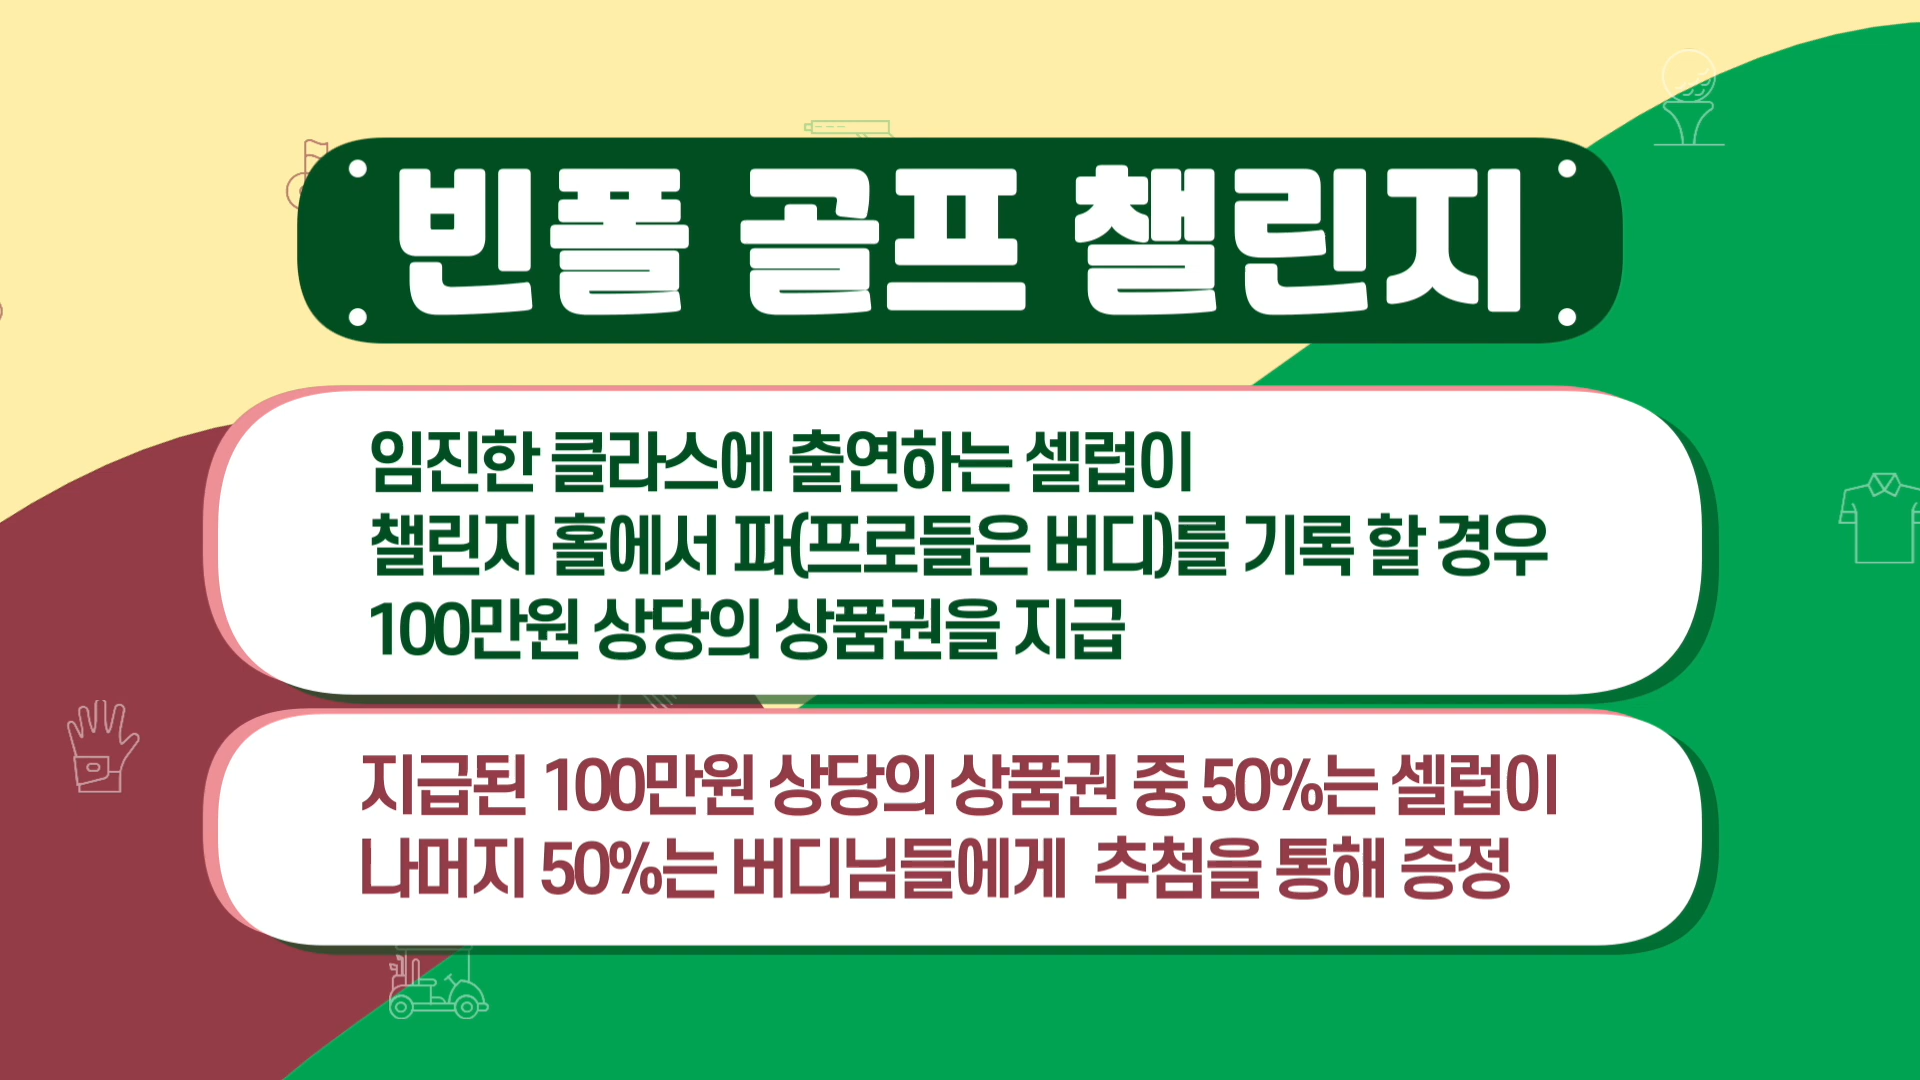 빈폴 골프 챌린지
임진한 클라스에 출연하는 셀럽이
챌린지 홀에서 파(프로들은 버디)를 기록 할 경우
100만원 상당의 상품권을 지급
지급된 100만원 상당의 상품권 중 50%는 셀럽이
나머지 50%는 버디님들에게 추첨을 통해 증정